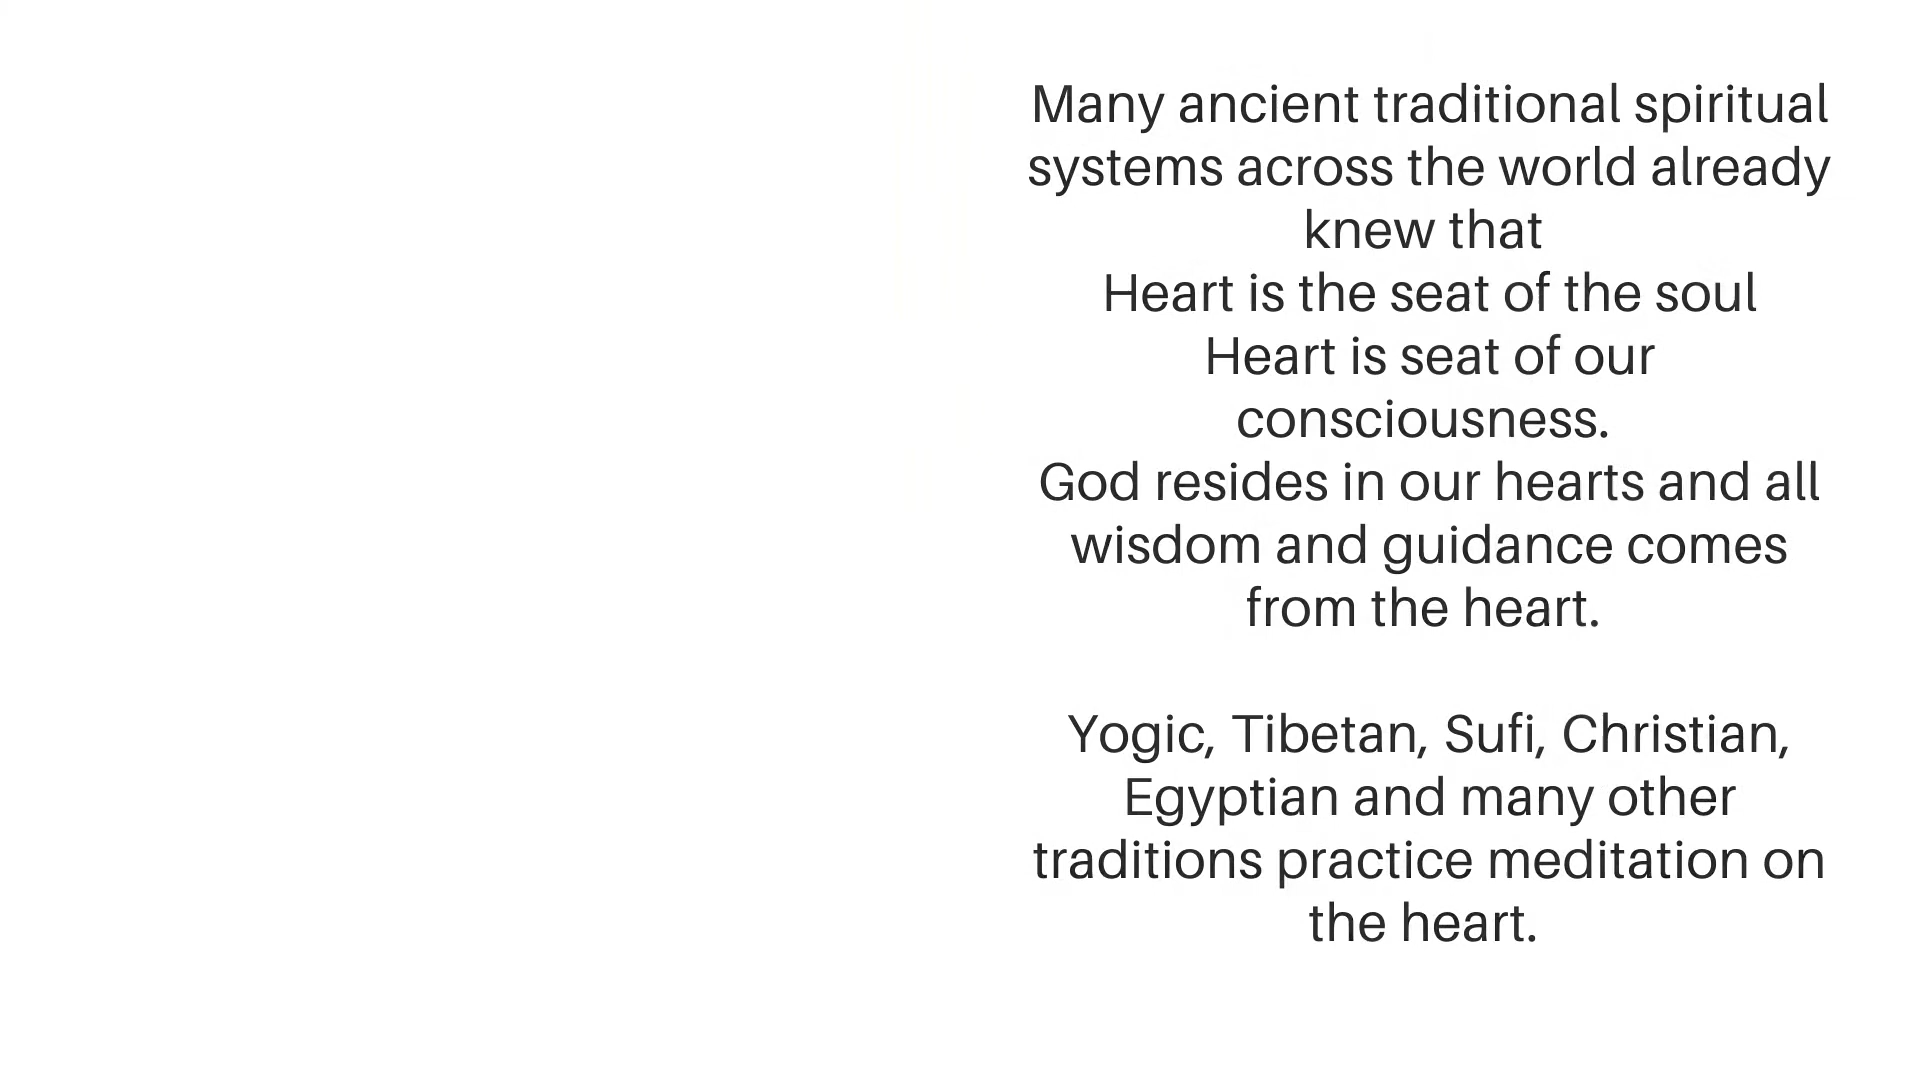 Many ancient traditional spiritual
systems across the world already
knew that
Heart is the seat of the soul
Heart is seat of our
consciousness.
God resides in our hearts and all
wisdom and guidance comes
from the heart.
Yogic, Tibetan, Sufi, Christian,
Egyptian and many other
traditions practice meditation on
the heart.